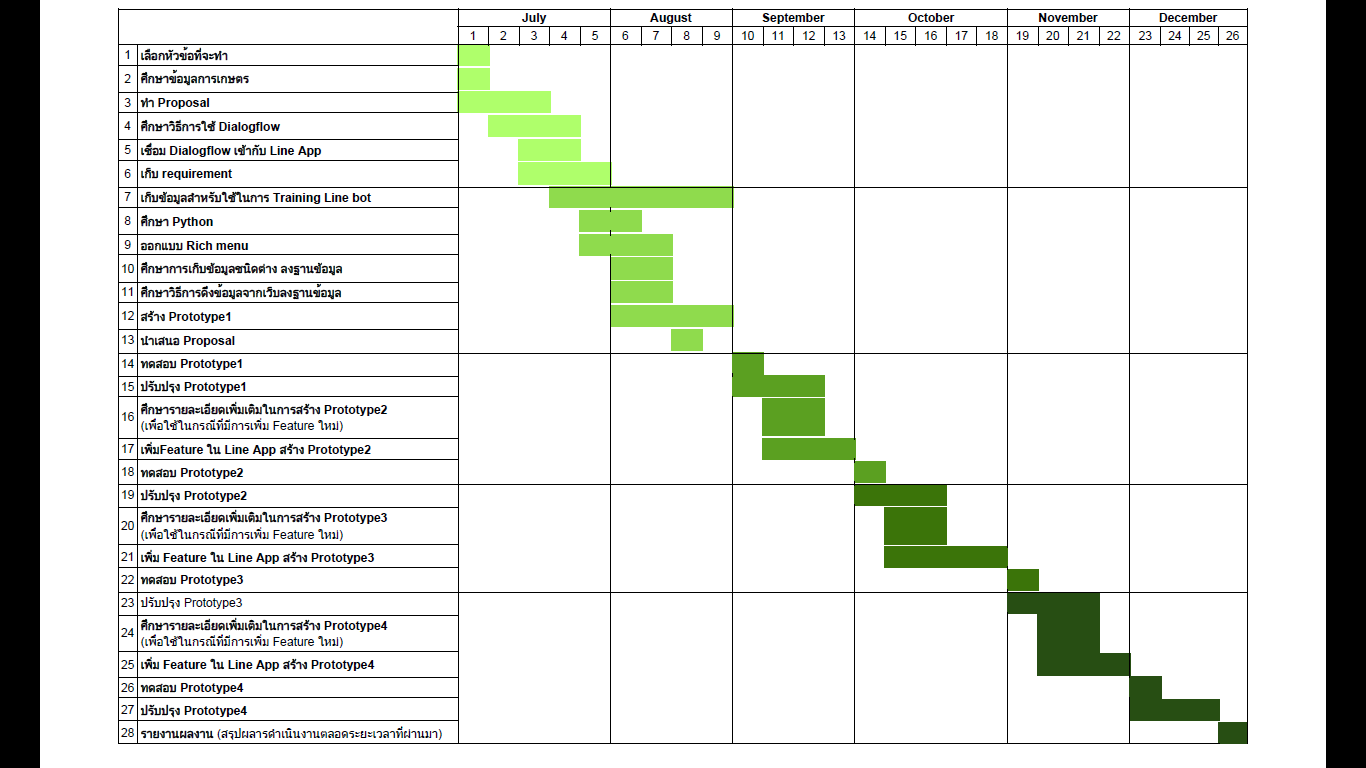 July August September October November December
1 2 3 4 5 6 7 8 9 10 11 12 13 14 15 16 17 18 19 20 21 22 23 24 25 26
1 เลือกหัวข้อที่จะทำ
2 ศึกษาข้อมูลการเกษตร
3 ทำ Proposal
4 ศึกษาวิธีการใช้ Dialogflow
5 เชื่อม Dialogflow เข้ากับ Line App
6 เก็บ requirement
7 เก็บข้อมูลสำหรับใช้ในการ Training Line bot
8 ศึกษา Python
9 ออกแบบ Rich menu
10 ศึกษาการเก็บข้อมูลชนิดต่าง ลงฐานข้อมูล
11 ศึกษาวิธีการดึงข้อมูลจากเว็บลงฐานข้อมูล
12 สร้าง Prototype1
13 นำเสนอ Proposal
14 ทดสอบ Prototype1
15 ปรับปรุง Prototype1
16 ศึกษารายละเอียดเพิ่มเติมในการสร้าง Prototype2
(เพื่อใช้ในกรณีที่มีการเพิ่ม Feature ใหม่)
17 เพิ่มFeature ใน Line App สร้าง Prototype2
18 ทดสอบ Prototype2
19 ปรับปรุง Prototype2
20 ศึกษารายละเอียดเพิ่มเติมในการสร้าง Prototype3
(เพื่อใช้ในกรณีที่มีการเพิ่ม Feature ใหม่)
21 เพิ่ม Feature ใน Line App สร้าง Prototype3
22 ทดสอบ Prototype3
23 ปรับปรุง Prototype3
24 ศึกษารายละเอียดเพิ่มเติมในการสร้าง Prototype4
(เพื่อใช้ในกรณีที่มีการเพิ่ม Feature ใหม่)
25 เพิ่ม Feature ใน Line App สร้าง Prototype4
26 ทดสอบ Prototype4
27 ปรับปรุง Prototype4
28 รายงานผลงาน (สรุปผลารดำเนินงานตลอดระยะเวลาที่ผ่านมา)